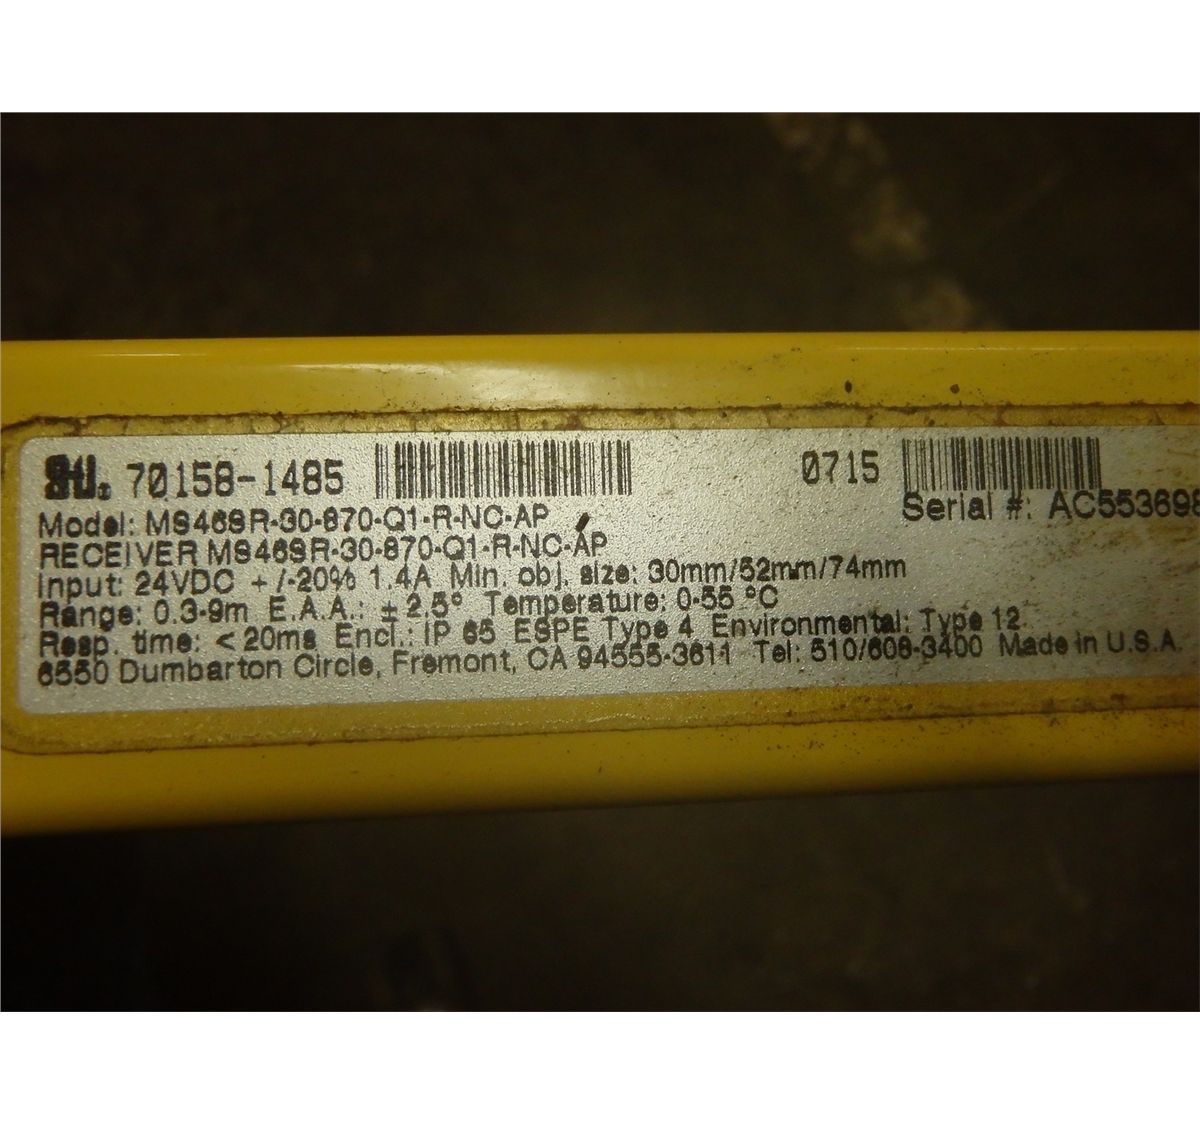 70158-1485 0715
Serial #: AC553698
Model: MS46SR-30-870-Q1-R-NC-AP
RECEIVER MS46SR-30-870-Q1-R-NC-AP
Input: 24VDC +/-20% 1.4A Min. obj. size: 30mm/52mm/74mm
Range: 0.3-9m E.A.A.: ± 2.5° Temperature: 0-55 °C
Resp. time: < 20ms Encl.: IP 65 ESPE Type 4 Environmental: Type 12
6550 Dumbarton Circle, Fremont, CA 94555-3611 Tel: 510/608-3400 Made in U.S.A.